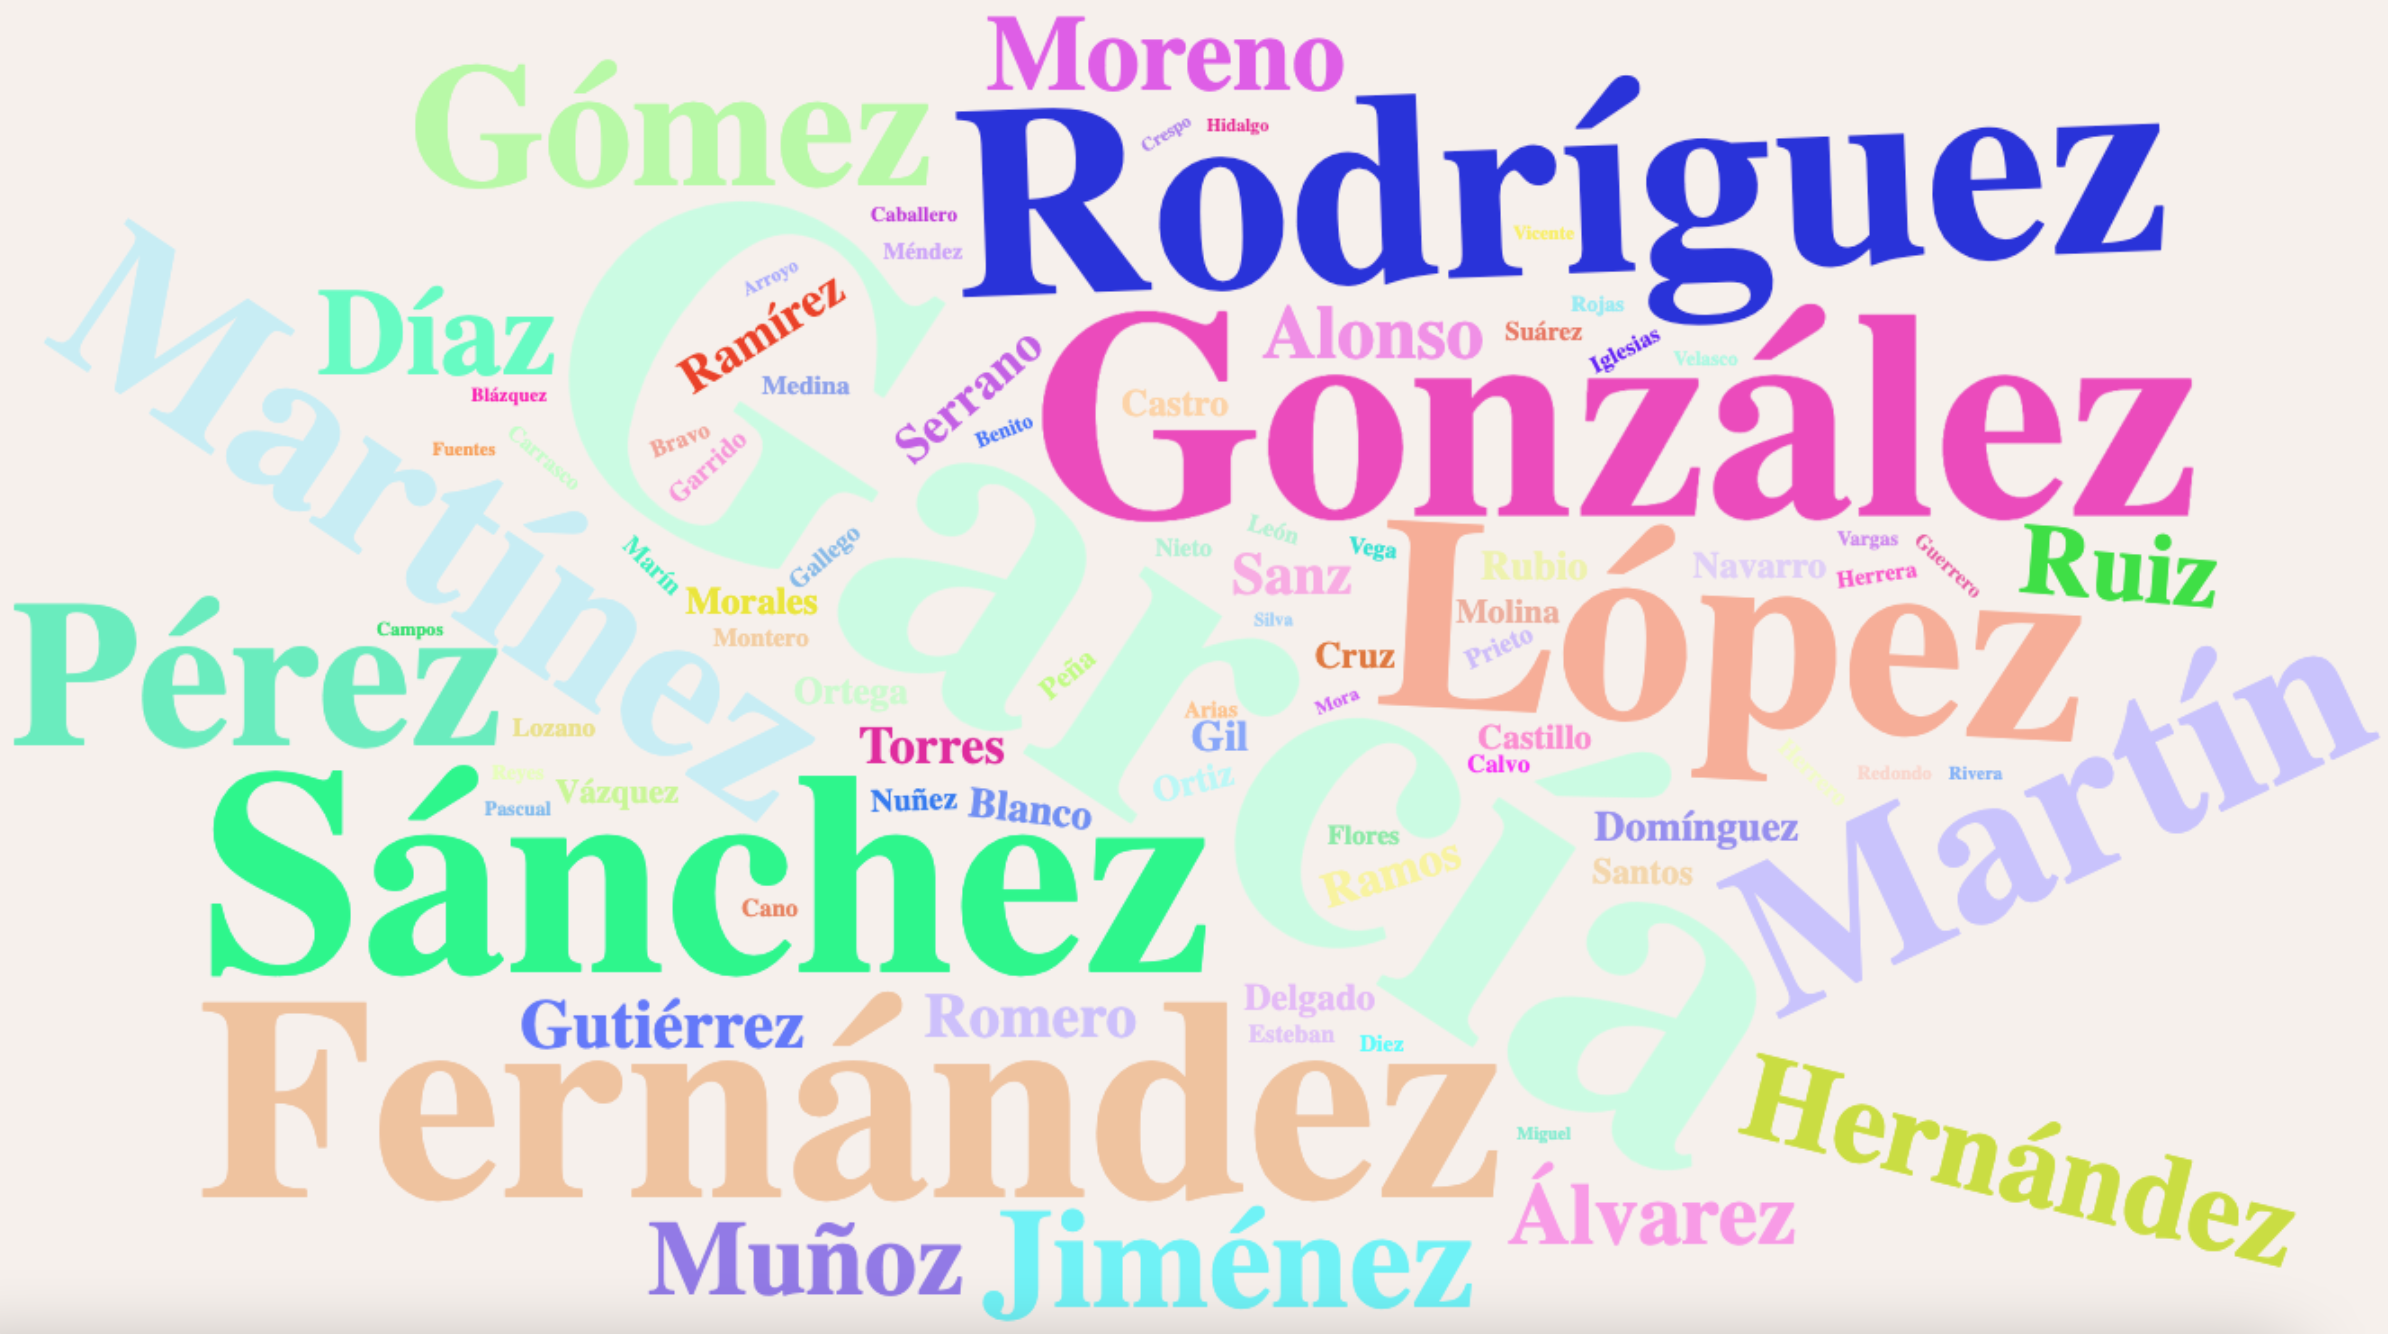 Moreno
Gómez
Rodríguez
Crespo
Hidalgo
Caballero
Méndez
Vicente
Martínez
García
Arroyo
Ramírez
Díaz
Medina
Blázquez
Serrano
Benito
Alonso
Suárez
Rojas
Iglesias
Velasco
González
Castro
Fuentes
Carrasco
Bravo
Garrido
Marín
Gallego
Nieto
León
Vega
Sanz
Rubio
Navarro
Vargas
Herrera
Guerrero
Ruiz
López
Morales
Montero
Silva
Molina
Prieto
Cruz
Pérez
Campos
Ortega
Peña
Mora
Arias
Gil
Lozano
Torres
Castillo
Calvo
Herrero
Redondo
Rivera
Martín
Reyes
Pascual
Vázquez
Nuñez
Blanco
Ortiz
Sánchez
Cano
Flores
Ramos
Domínguez
Santos
Fernández
Gutiérrez
Romero
Delgado
Esteban
Diez
Hernández
Miguel
Álvarez
Muñoz
Jiménez